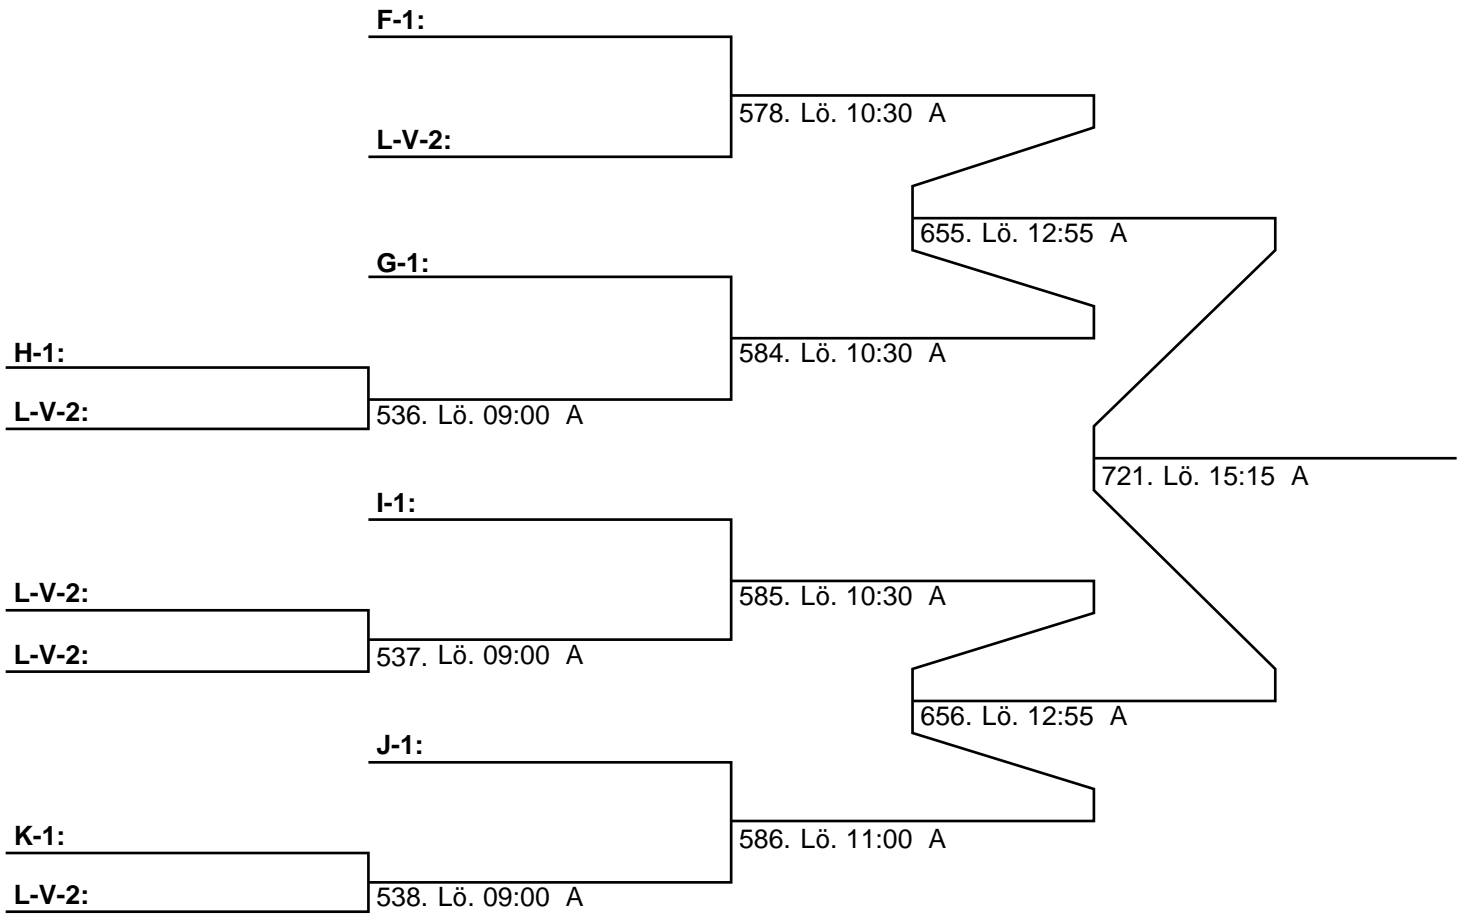 F-1:
578. Lö. 10:30 A
L-V-2:
655. Lö. 12:55 A
G-1:
584. Lö. 10:30 A
H-1:
L-V-2:
536. Lö. 09:00 A
721. Lö. 15:15 A
I-1:
585. Lö. 10:30 A
L-V-2:
L-V-2:
537. Lö. 09:00 A
656. Lö. 12:55 A
J-1:
586. Lö. 11:00 A
K-1:
L-V-2:
538. Lö. 09:00 A